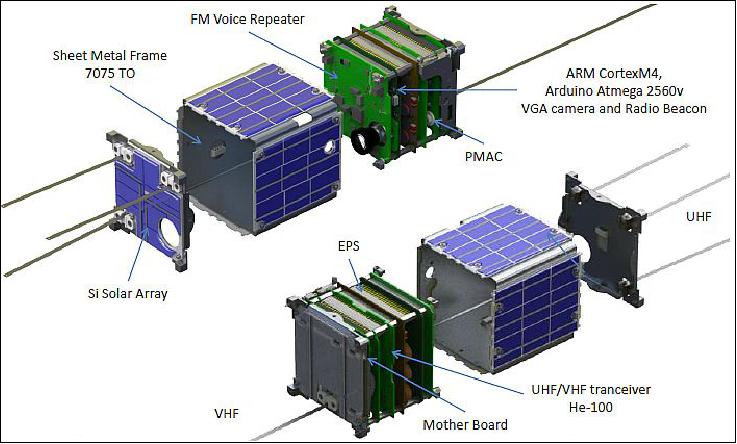 FM Voice Repeater
Sheet Metal Frame
7075 TO
ARM CortexM4,
Arduino Atmega 2560v
VGA camera and Radio Beacon
PMAC
UHF
EPS
Si Solar Array
UHF/VHF tranceiver
He-100
VHF
Mother Board